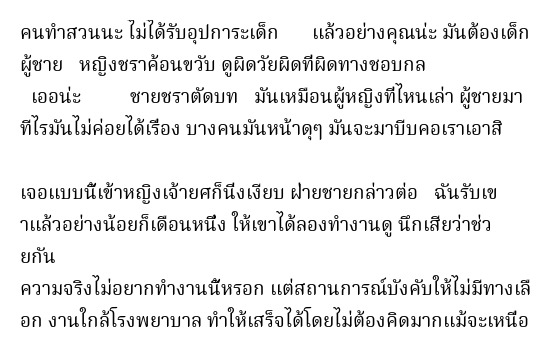 คนทำสวนนะ ไม่ได้รับอุปการะเด็ก แล้วอย่างคุณน่ะ มันต้องเด็ก
ผู้ชาย หญิงชราค้อนขวับ ดูผิดวัยผิดที่ผิดทางชอบกล
เออน่ะ ชายชราตัดบท มันเหมือนผู้หญิงที่ไหนเล่า ผู้ชายมา
ทีไรมันไม่ค่อยได้เรื่อง บางคนมันหน้าดุๆ มันจะมาบีบคอเราเอาสิ
เจอแบบนี้เข้าหญิงเจ้ายศก็นิ่งเงียบ ฝ่ายชายกล่าวต่อ ฉันรับเข
าแล้วอย่างน้อยก็เดือนหนึ่ง ให้เขาได้ลองทำงานดู นึกเสียว่าช่ว
ยกัน
ความจริงไม่อยากทำงานนี้หรอก แต่สถานการณ์บังคับให้ไม่มีทางเลื
อก งานใกล้โรงพยาบาล ทำให้เสร็จได้โดยไม่ต้องคิดมากแม้จะเหนื่อ